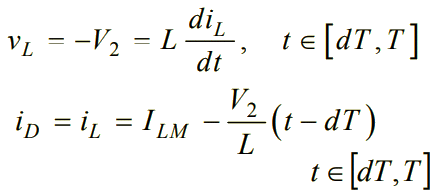 v_L = −V_2 = L di_L/dt, t ∈ [dT, T]
i_D = i_L = I_LM − V_2/L (t − dT)
t ∈ [dT, T]